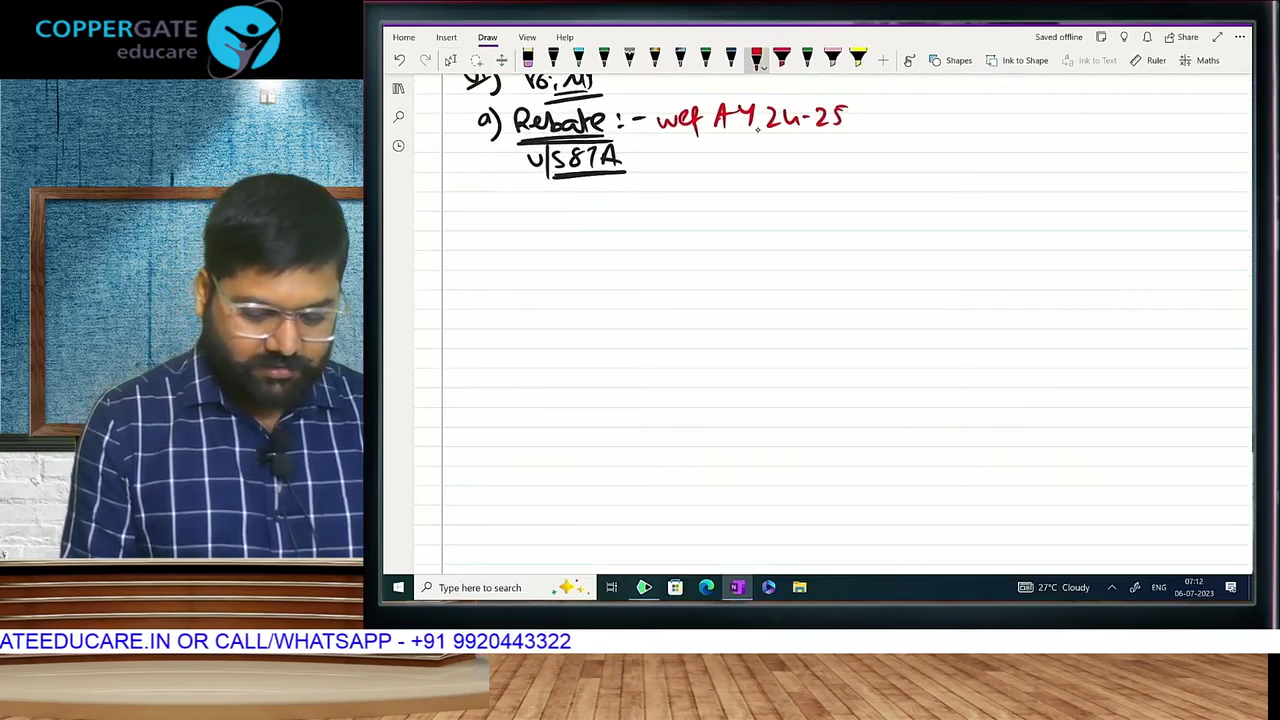 COPPERGATE
educare
Home Insert Draw View Help
Saved offline
Share
Shapes
Ink to Shape
Ink to Text
Ruler
Maths
a) Rebate :- wef AY 24-25
u/s 87A
Type here to search
27°C Cloudy
ENG
07:12
06-07-2023
ATEEDUCARE.IN OR CALL/WHATSAPP - +91 9920443322